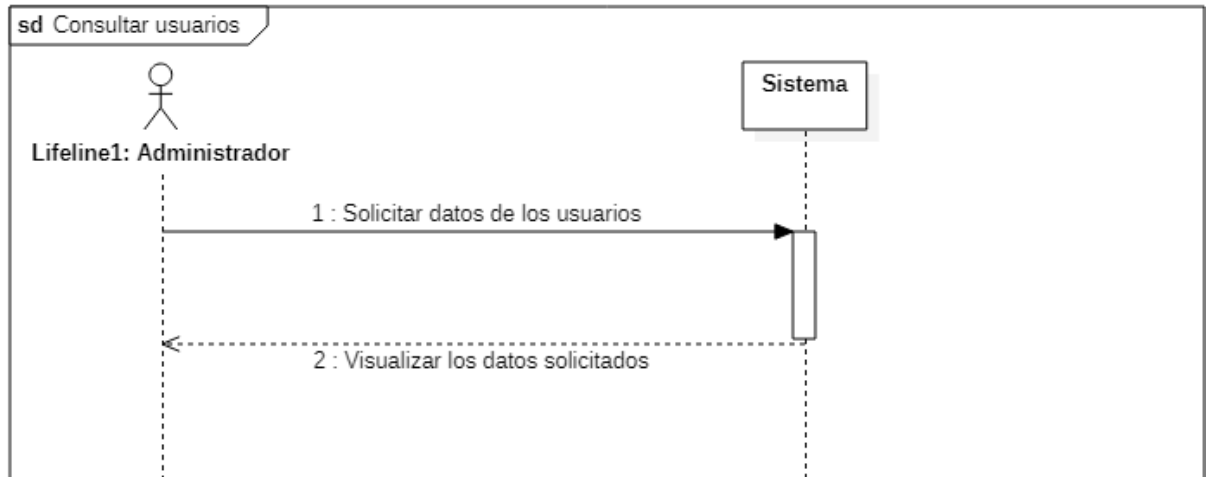 sd Consultar usuarios
Sistema
Lifeline1: Administrador
1 : Solicitar datos de los usuarios
2 : Visualizar los datos solicitados